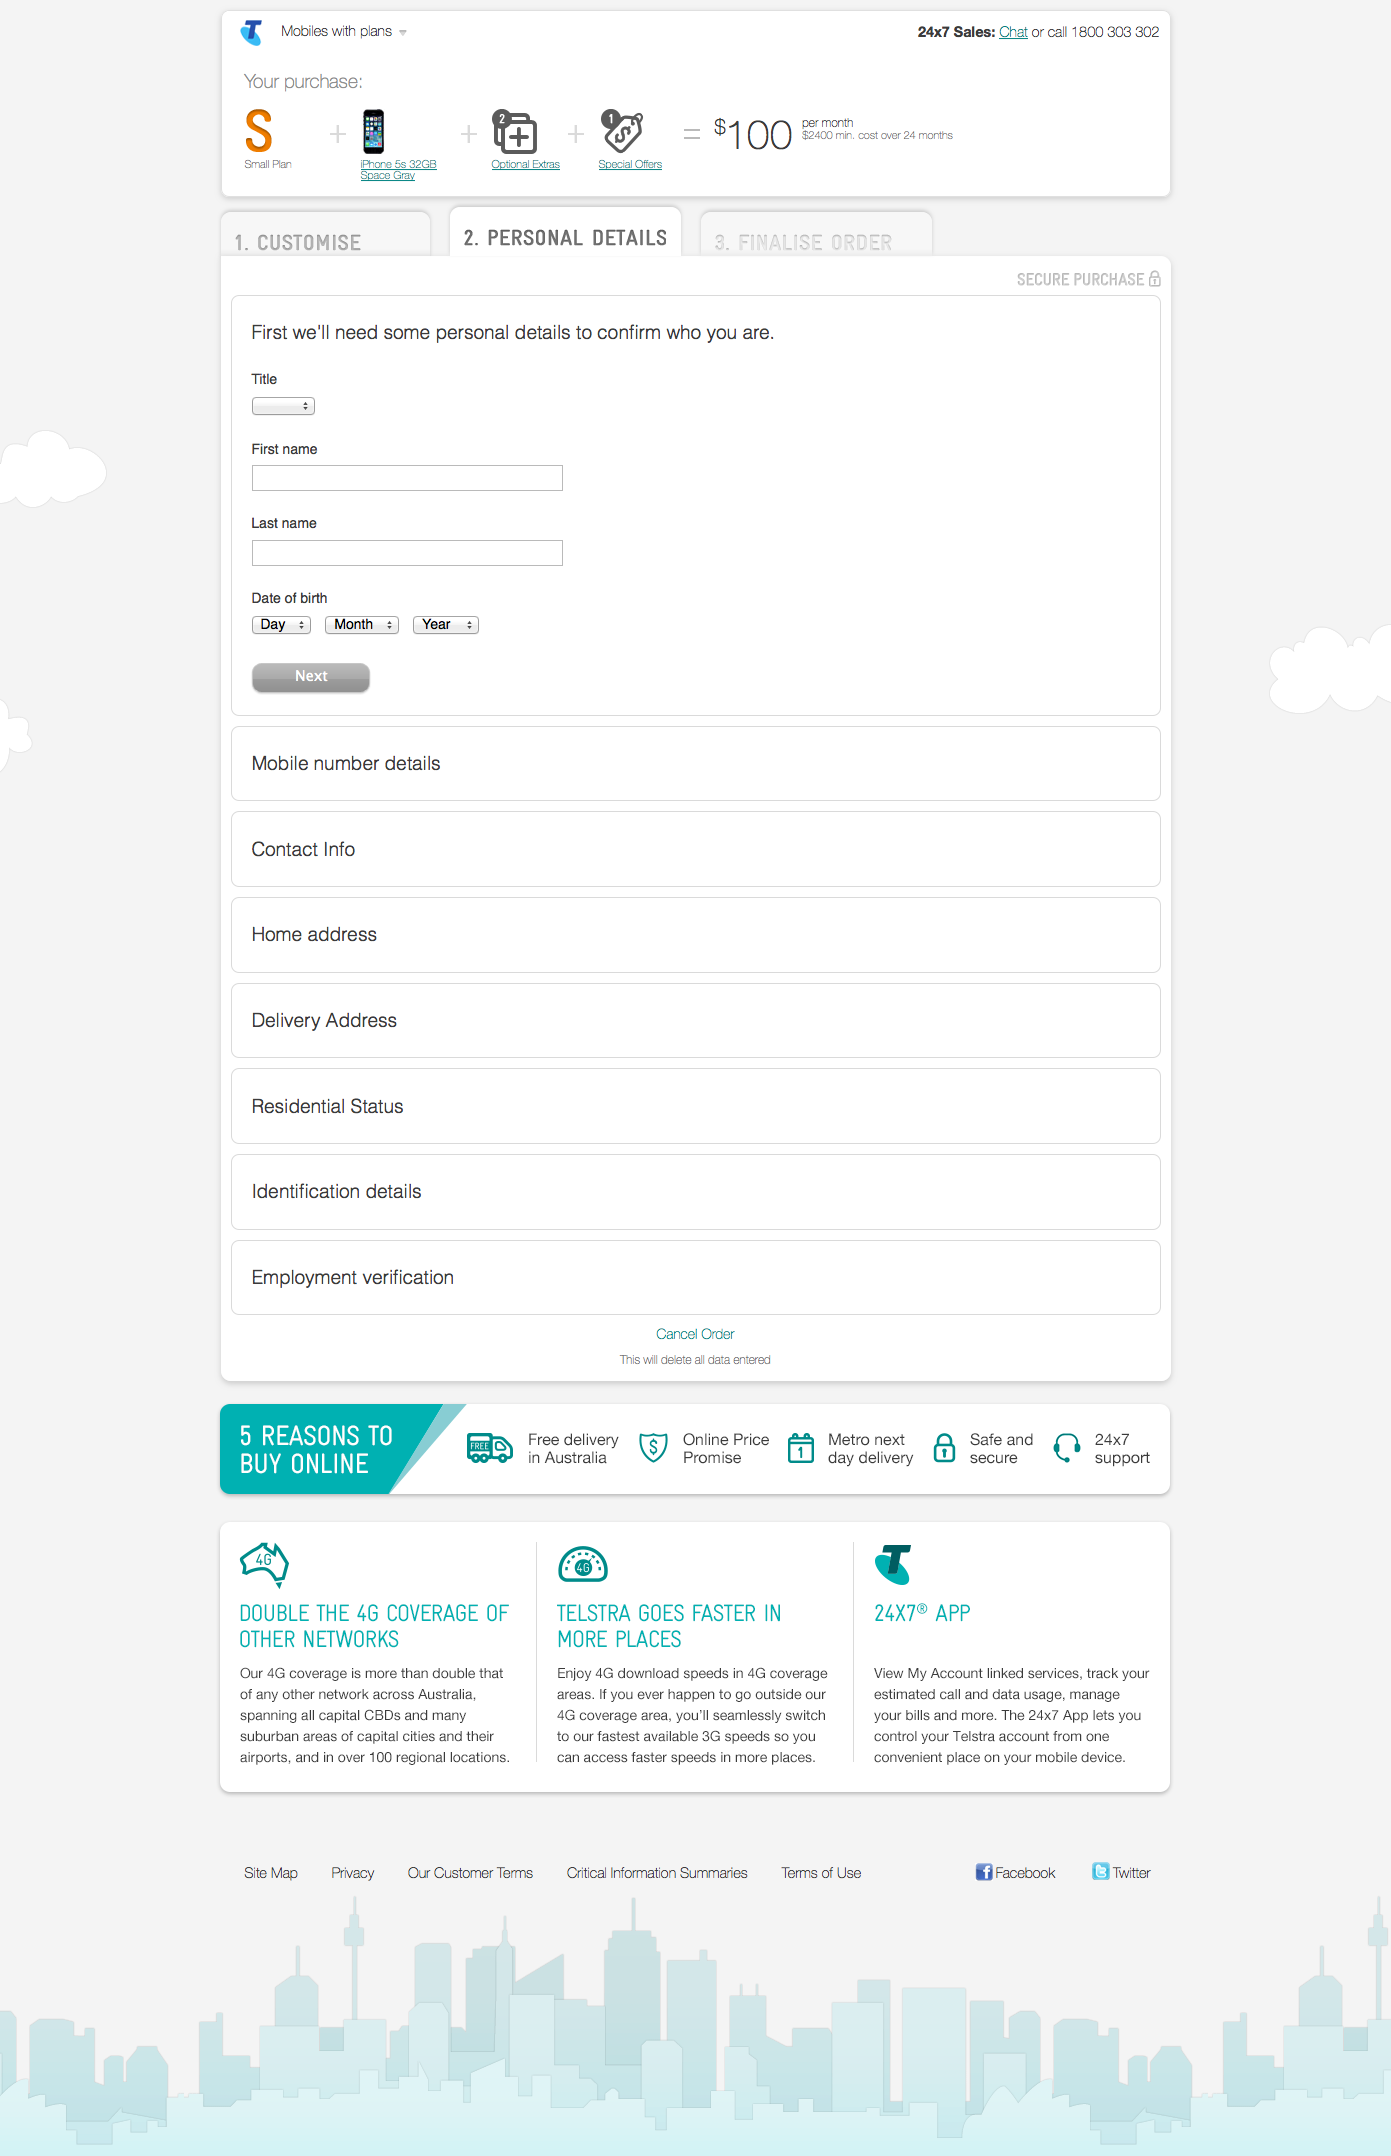 Mobiles with plans
24x7 Sales: Chat or call 1800 303 302
Your purchase:
S
2
1
$100
per month
$2400 min. cost over 24 months
Small Plan
iPhone 5s 32GB
Space Gray
Optional Extras
Special Offers
1. CUSTOMISE
2. PERSONAL DETAILS
3. FINALISE ORDER
SECURE PURCHASE
First we'll need some personal details to confirm who you are.
Title
First name
Last name
Date of birth
Day
Month
Year
Next
Mobile number details
Contact Info
Home address
Delivery Address
Residential Status
Identification details
Employment verification
Cancel Order
This will delete all data entered
5 REASONS TO
BUY ONLINE
FREE
Free delivery
in Australia
$
Online Price
Promise
1
Metro next
day delivery
Safe and
secure
24x7
support
4G
DOUBLE THE 4G COVERAGE OF
OTHER NETWORKS
Our 4G coverage is more than double that
of any other network across Australia,
spanning all capital CBDs and many
suburban areas of capital cities and their
airports, and in over 100 regional locations.
4G
TELSTRA GOES FASTER IN
MORE PLACES
Enjoy 4G download speeds in 4G coverage
areas. If you ever happen to go outside our
4G coverage area, you'll seamlessly switch
to our fastest available 3G speeds so you
can access faster speeds in more places.
24X7® APP
View My Account linked services, track your
estimated call and data usage, manage
your bills and more. The 24x7 App lets you
control your Telstra account from one
convenient place on your mobile device.
Site Map
Privacy
Our Customer Terms
Critical Information Summaries
Terms of Use
Facebook
Twitter